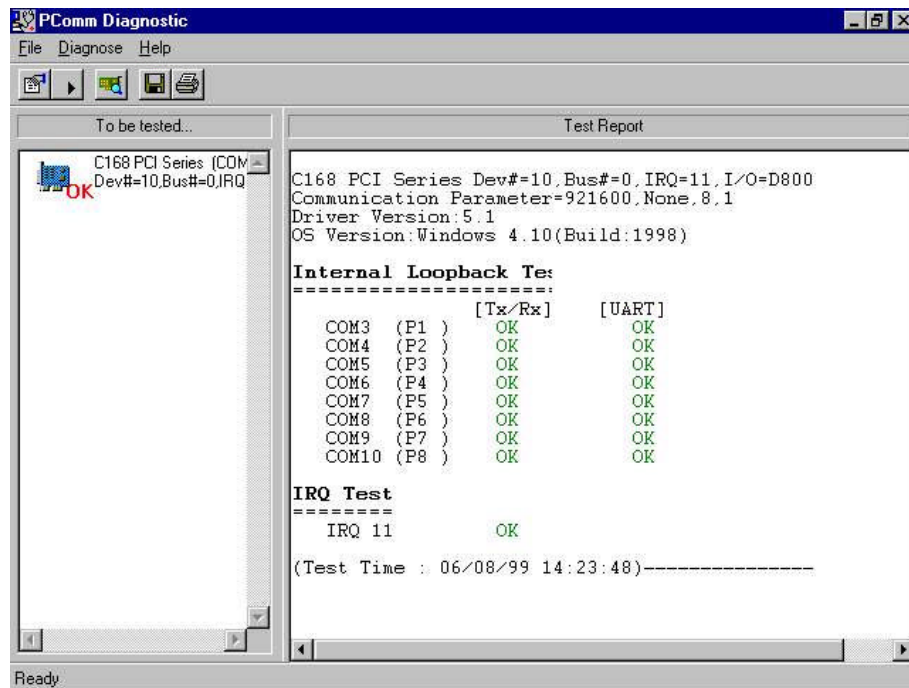 PComm Diagnostic
File Diagnose Help
To be tested...
Test Report
C168 PCI Series (COM
Dev#=10,Bus#=0,IRQ
OK
C168 PCI Series Dev#=10,Bus#=0,IRQ=11,I/O=D800
Communication Parameter=921600,None,8,1
Driver Version:5.1
OS Version:Windows 4.10(Build:1998)
Internal Loopback Tes
======================
[Tx/Rx] [UART]
COM3 (P1 ) OK OK
COM4 (P2 ) OK OK
COM5 (P3 ) OK OK
COM6 (P4 ) OK OK
COM7 (P5 ) OK OK
COM8 (P6 ) OK OK
COM9 (P7 ) OK OK
COM10 (P8 ) OK OK
IRQ Test
========
IRQ 11 OK
(Test Time : 06/08/99 14:23:48)---------------
Ready